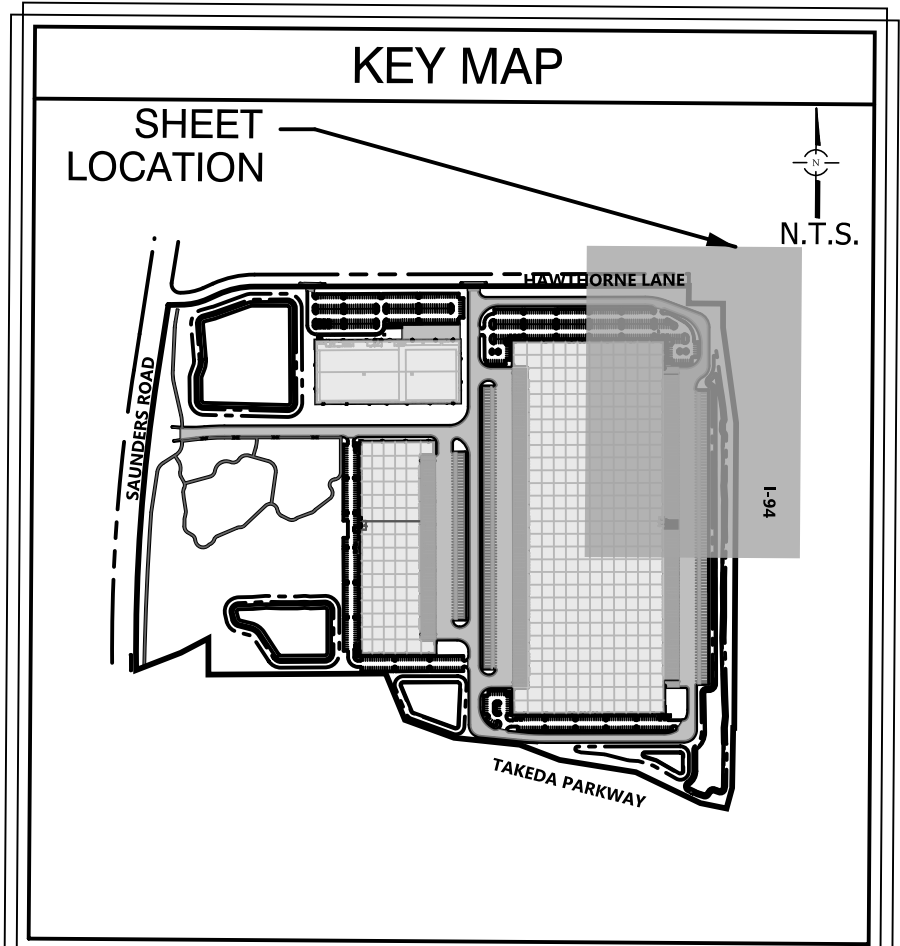 KEY MAP
SHEET
LOCATION
N
N.T.S.
HAWTHORNE LANE
SAUNDERS ROAD
I-94
TAKEDA PARKWAY